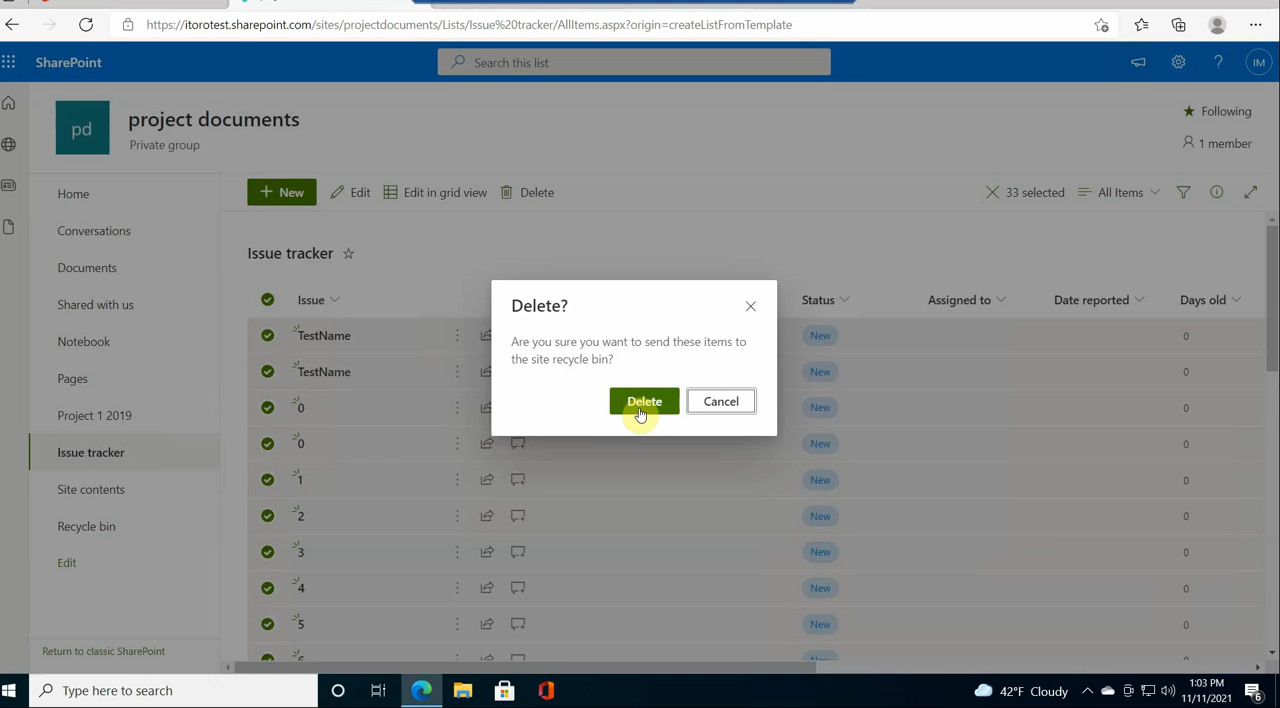 https://itorotest.sharepoint.com/sites/projectdocuments/Lists/Issue%20tracker/AllItems.aspx?origin=createListFromTemplate
SharePoint
Search this list
IM
pd
project documents
Private group
Following
1 member
Home
Conversations
Documents
Shared with us
Notebook
Pages
Project 1 2019
Issue tracker
Site contents
Recycle bin
Edit
Return to classic SharePoint
New Edit Edit in grid view Delete 33 selected All Items
Issue tracker
Issue Status Assigned to Date reported Days old
TestName New 0
TestName New 0
0 New 0
0 New 0
1 New 0
2 New 0
3 New 0
4 New 0
5 New 0
Delete?
Are you sure you want to send these items to
the site recycle bin?
Delete Cancel
Type here to search
42°F Cloudy
1:03 PM
11/11/2021
6